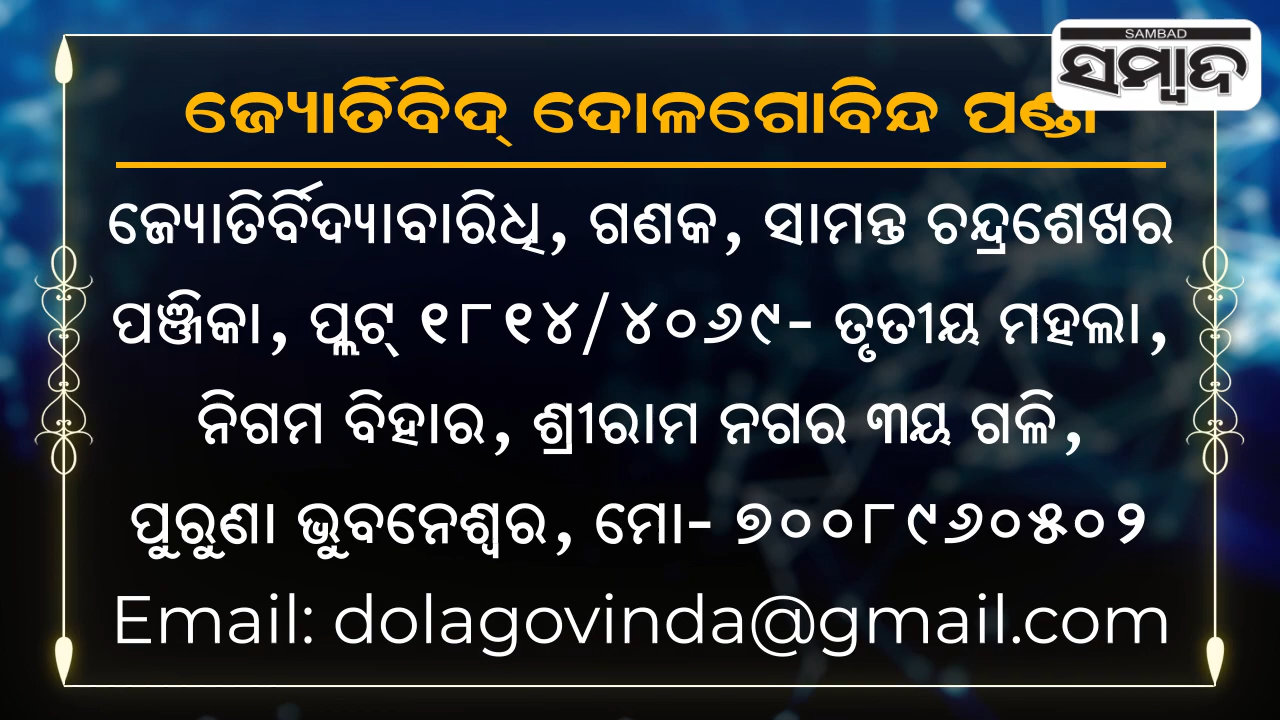 SAMBAD
ସମ୍ବାଦ
ଜ୍ୟୋର୍ତିବିଦ୍ ଦୋଳଗୋବିନ୍ଦ ପଣ୍ଡା
ଜ୍ୟୋତିର୍ବିଦ୍ୟାବାରିଧି, ଗଣକ, ସାମନ୍ତ ଚନ୍ଦ୍ରଶେଖର
ପଞ୍ଜିକା, ପ୍ଲଟ୍ ୧୮୧୪/୪୦୬୯- ତୃତୀୟ ମହଲା,
ନିଗମ ବିହାର, ଶ୍ରୀରାମ ନଗର ୩ୟ ଗଳି,
ପୁରୁଣା ଭୁବନେଶ୍ୱର, ମୋ- ୭୦୦୮୯୬୦୫୦୨
Email: dolagovinda@gmail.com